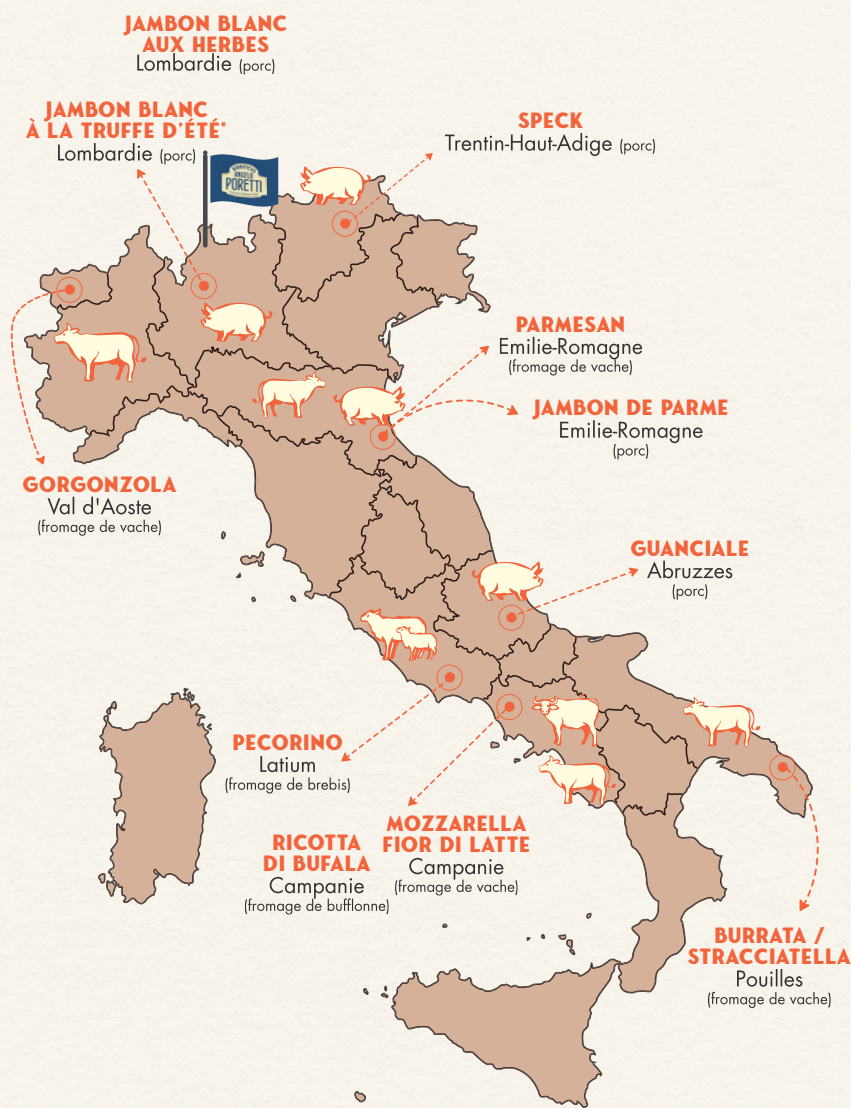 JAMBON BLANC
AUX HERBES
Lombardie (porc)
JAMBON BLANC
À LA TRUFFE D'ÉTÉ*
Lombardie (porc)
BIRRIFICIO
ANGELO
PORETTI
SPECK
Trentin-Haut-Adige (porc)
PARMESAN
Emilie-Romagne
(fromage de vache)
JAMBON DE PARME
Emilie-Romagne
(porc)
GORGONZOLA
Val d'Aoste
(fromage de vache)
GUANCIALE
Abruzzes
(porc)
PECORINO
Latium
(fromage de brebis)
RICOTTA
DI BUFALA
Campanie
(fromage de bufflonne)
MOZZARELLA
FIOR DI LATTE
Campanie
(fromage de vache)
BURRATA /
STRACCIATELLA
Pouilles
(fromage de vache)